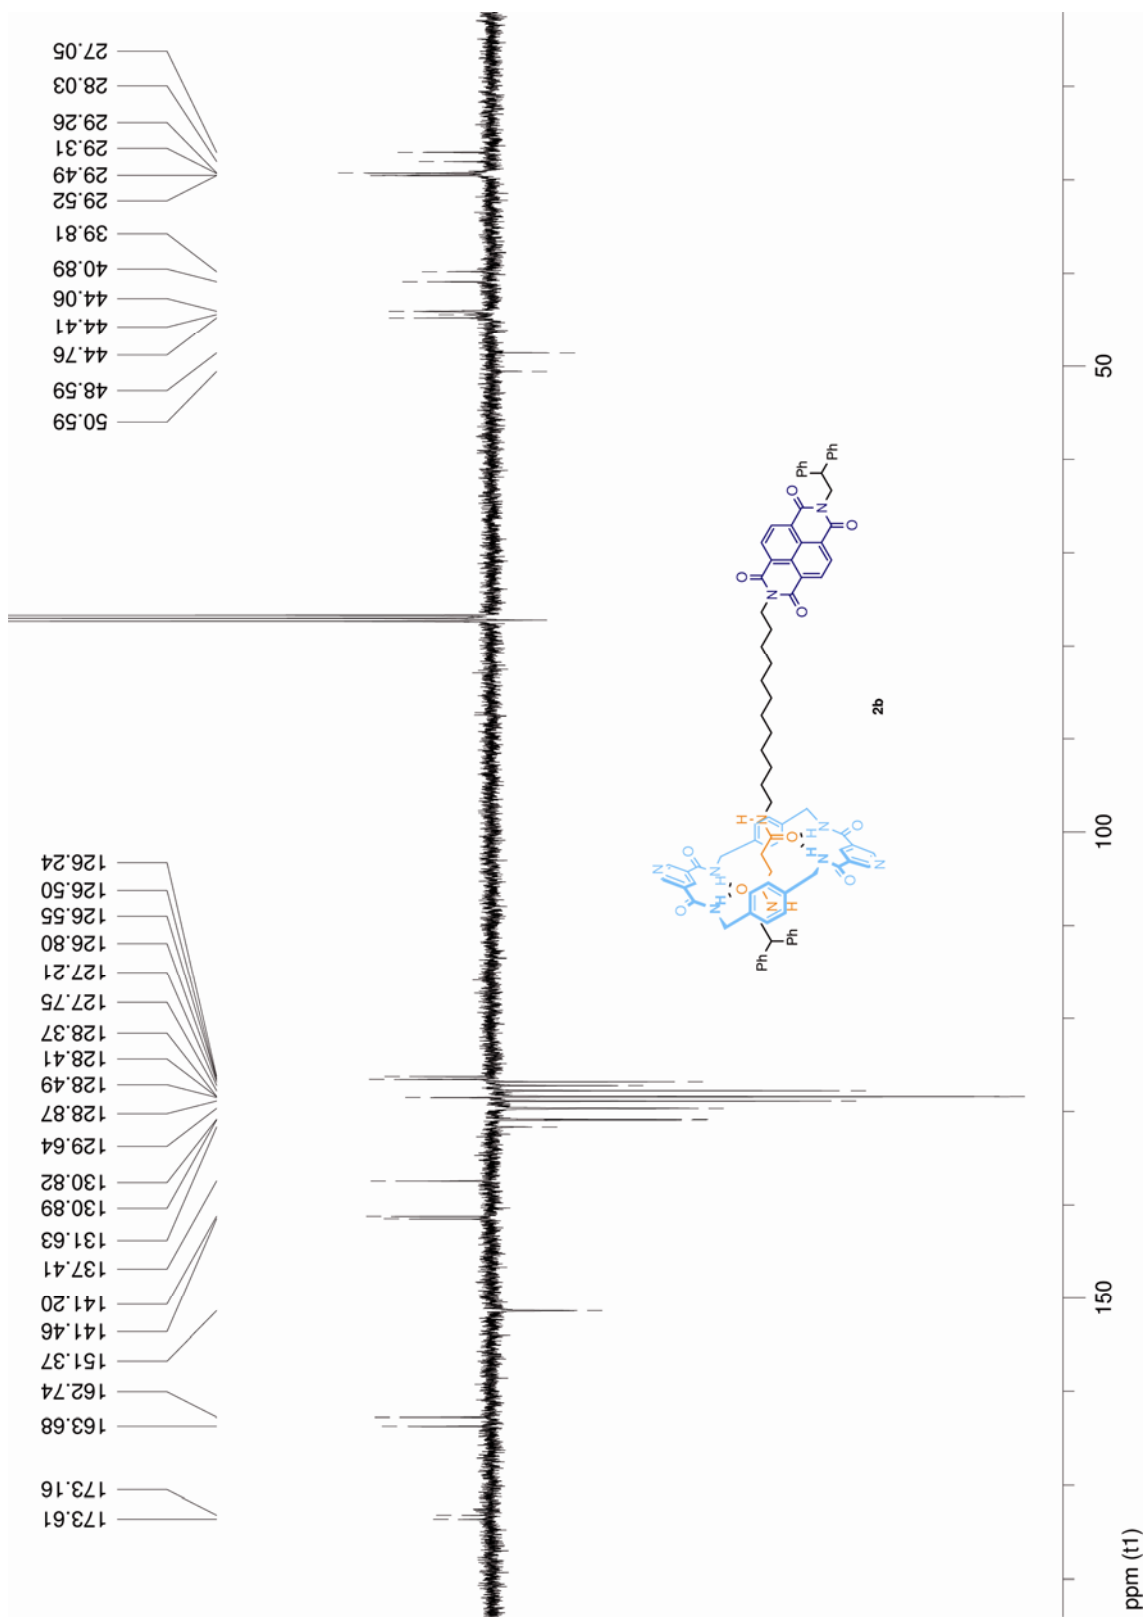 27.05
28.03
29.26
29.31
29.49
29.52
39.81
40.89
44.06
44.41
44.76
48.59
50.59
126.24
126.50
126.55
126.80
127.21
127.75
128.37
128.41
128.49
128.87
129.64
130.82
130.89
131.63
137.41
141.20
141.46
151.37
162.74
163.68
173.16
173.61
Ph
Ph
O
O
N
O
O
N
O
O
2b
H
N
O
O
N
H
Ph
Ph
N
O
O
N
H
N
H
N
H
N
H
O
O
N
50
100
150
ppm (t1)